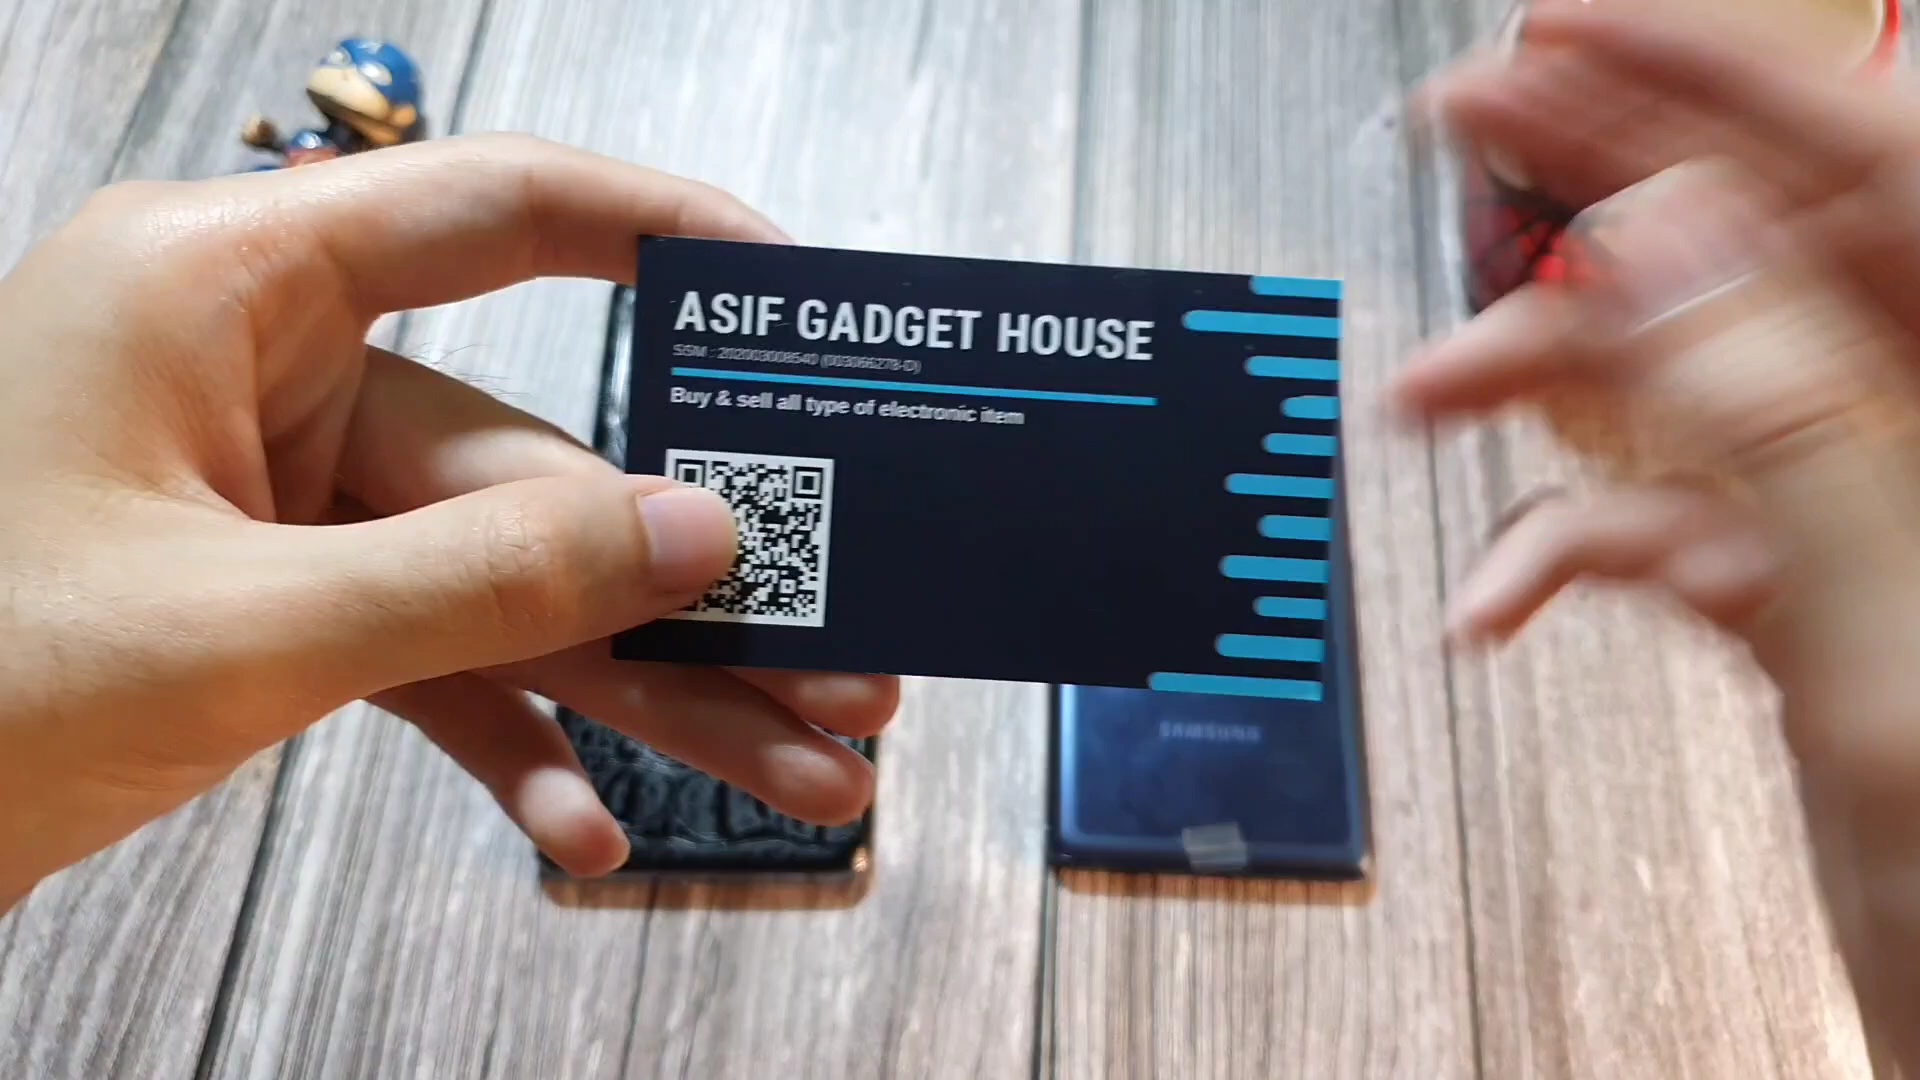 ASIF GADGET HOUSE
SSM : 202003008540 (003066278-D)
Buy & sell all type of electronic item
SAMSUNG